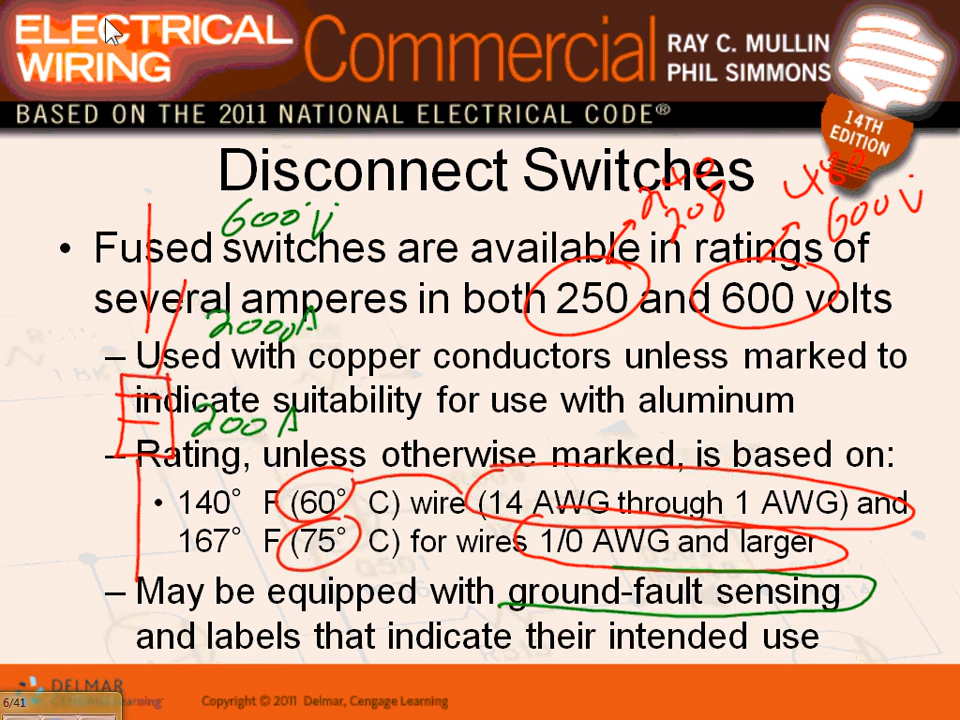 ELECTRICAL WIRING
Commercial
RAY C. MULLIN
PHIL SIMMONS
BASED ON THE 2011 NATIONAL ELECTRICAL CODE®
14TH EDITION
Disconnect Switches
240
208
480
600V
600V
• Fused switches are available in ratings of
several amperes in both 250 and 600 volts
2000A
– Used with copper conductors unless marked to
indicate suitability for use with aluminum
200A
– Rating, unless otherwise marked, is based on:
• 140° F (60° C) wire (14 AWG through 1 AWG) and
167° F (75° C) for wires 1/0 AWG and larger
– May be equipped with ground-fault sensing
and labels that indicate their intended use
DELMAR
CENGAGE Learning
Copyright © 2011 Delmar, Cengage Learning
6/41